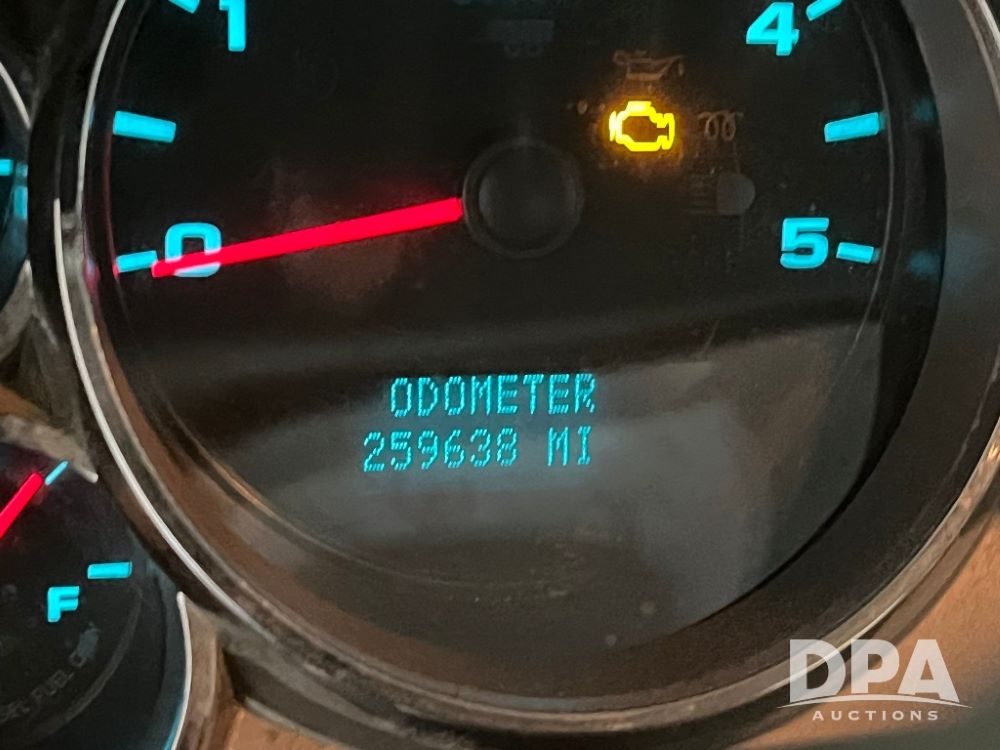 1
4
0
5
ODOMETER
259638 MI
F
DPA
AUCTIONS